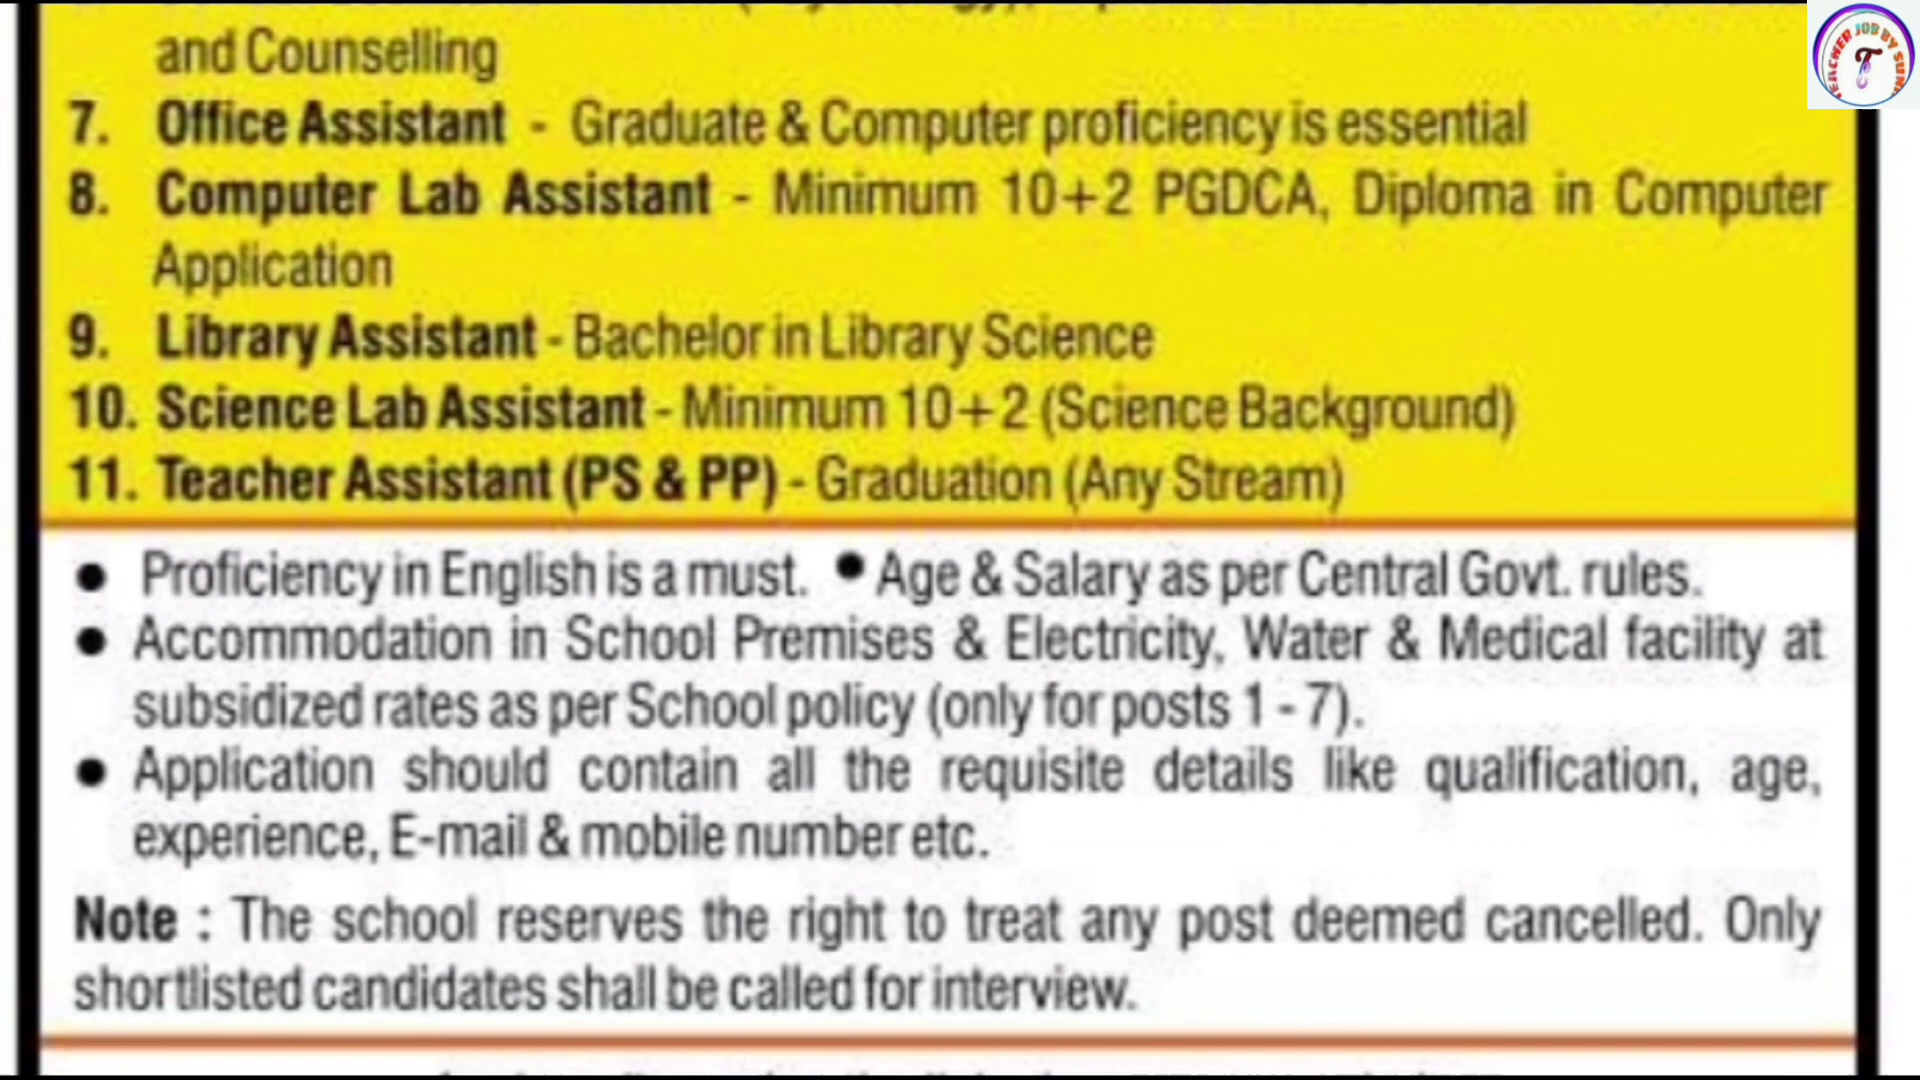 and Counselling
7. Office Assistant - Graduate & Computer proficiency is essential
8. Computer Lab Assistant - Minimum 10+2 PGDCA, Diploma in Computer
Application
9. Library Assistant - Bachelor in Library Science
10. Science Lab Assistant - Minimum 10+2 (Science Background)
11. Teacher Assistant (PS & PP) - Graduation (Any Stream)
● Proficiency in English is a must. ● Age & Salary as per Central Govt. rules.
● Accommodation in School Premises & Electricity, Water & Medical facility at
subsidized rates as per School policy (only for posts 1 - 7).
● Application should contain all the requisite details like qualification, age,
experience, E-mail & mobile number etc.
Note : The school reserves the right to treat any post deemed cancelled. Only
shortlisted candidates shall be called for interview.
TEACHER JOB BY
T